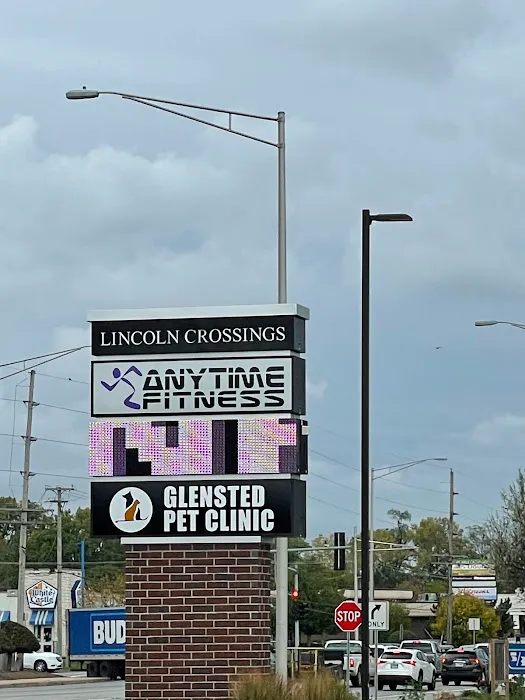 LINCOLN CROSSINGS
ANYTIME
FITNESS
GLENSTED
PET CLINIC
White
Castle
BUD
STOP
ONLY